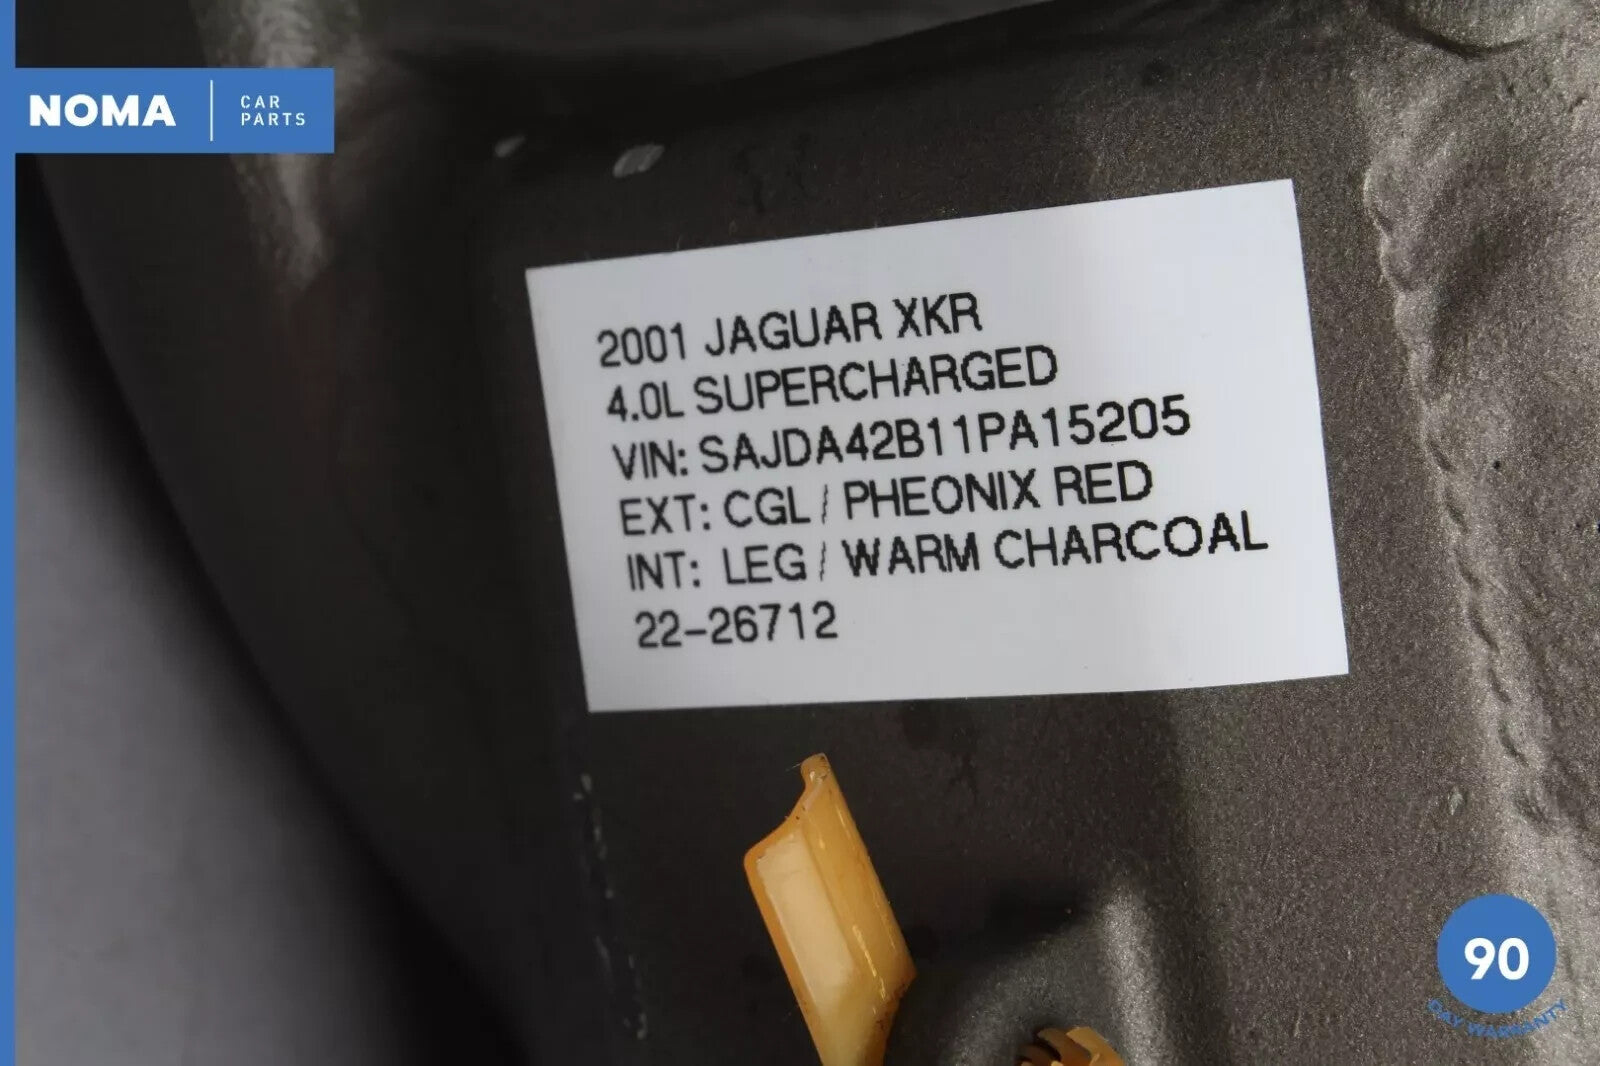 NOMA
CAR
PARTS
2001 JAGUAR XKR
4.0L SUPERCHARGED
VIN: SAJDA42B11PA15205
EXT: CGL / PHEONIX RED
INT: LEG / WARM CHARCOAL
22-26712
90
DAY WARRANTY